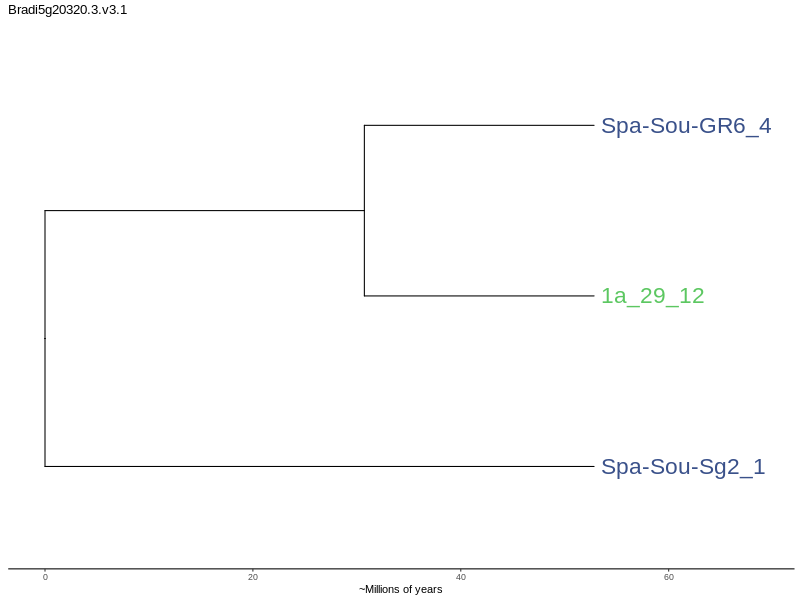 Bradi5g20320.3.v3.1
Spa-Sou-GR6_4
1a_29_12
Spa-Sou-Sg2_1
0 20 40 60
~Millions of years